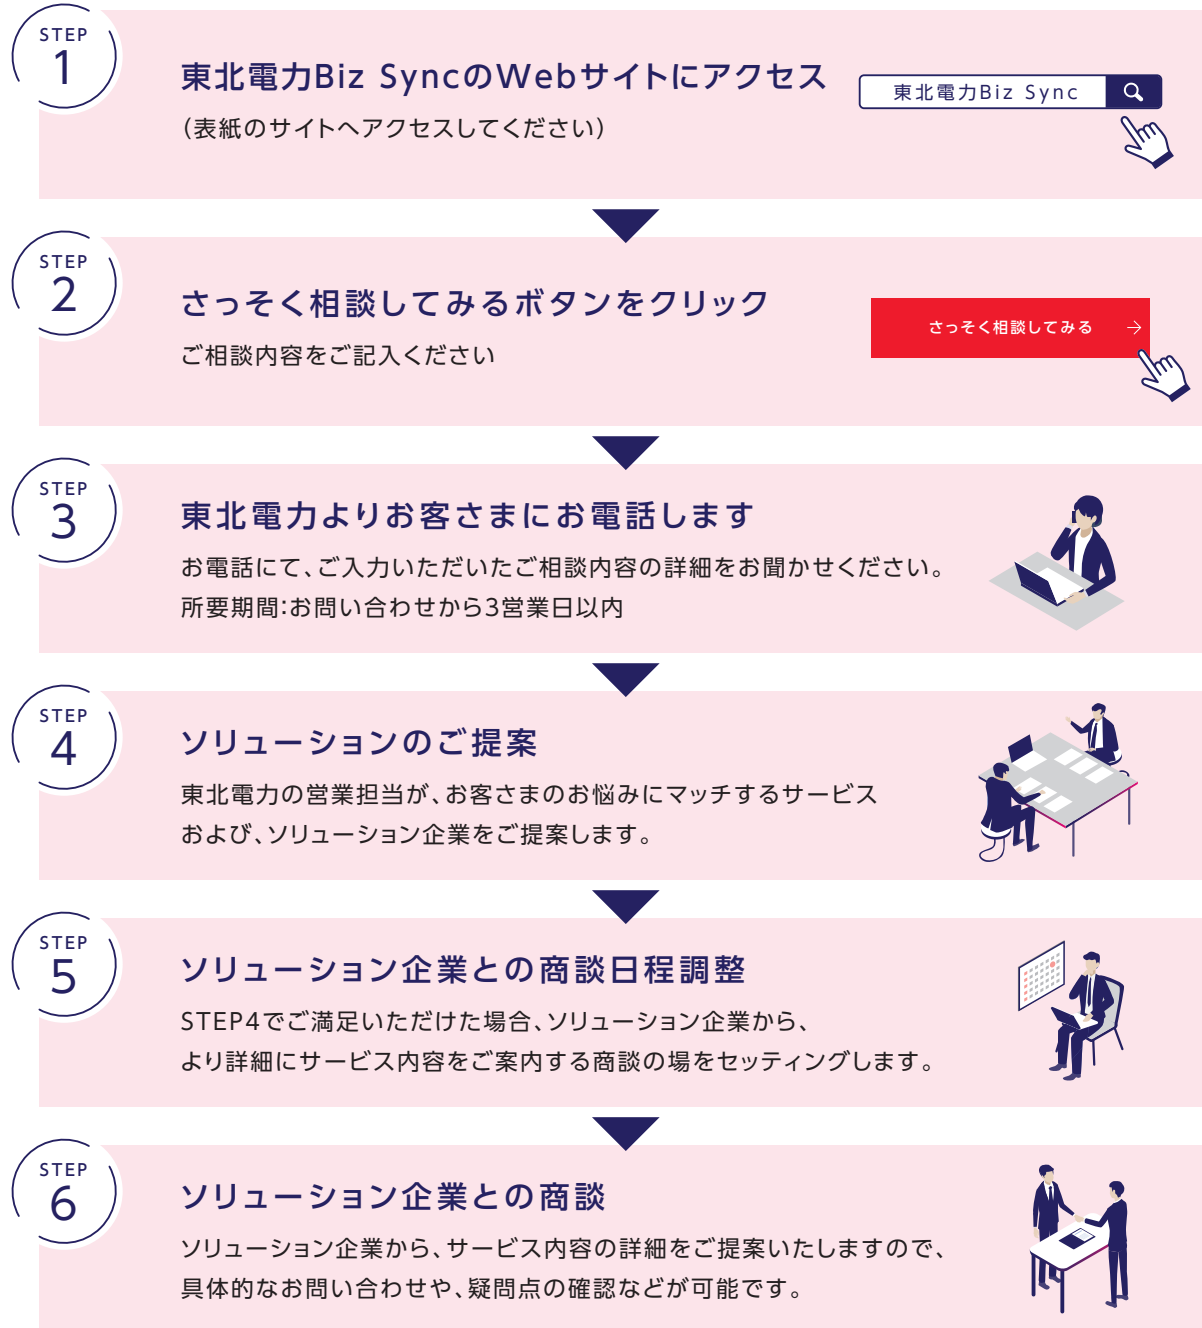 STEP
1
東北電力Biz SyncのWebサイトにアクセス
（表紙のサイトへアクセスしてください）
東北電力Biz Sync
STEP
2
さっそく相談してみるボタンをクリック
ご相談内容をご記入ください
さっそく相談してみる →
STEP
3
東北電力よりお客さまにお電話します
お電話にて、ご入力いただいたご相談内容の詳細をお聞かせください。
所要期間：お問い合わせから3営業日以内
STEP
4
ソリューションのご提案
東北電力の営業担当が、お客さまのお悩みにマッチするサービス
および、ソリューション企業をご提案します。
STEP
5
ソリューション企業との商談日程調整
STEP4でご満足いただけた場合、ソリューション企業から、
より詳細にサービス内容をご案内する商談の場をセッティングします。
STEP
6
ソリューション企業との商談
ソリューション企業から、サービス内容の詳細をご提案いたしますので、
具体的なお問い合わせや、疑問点の確認などが可能です。